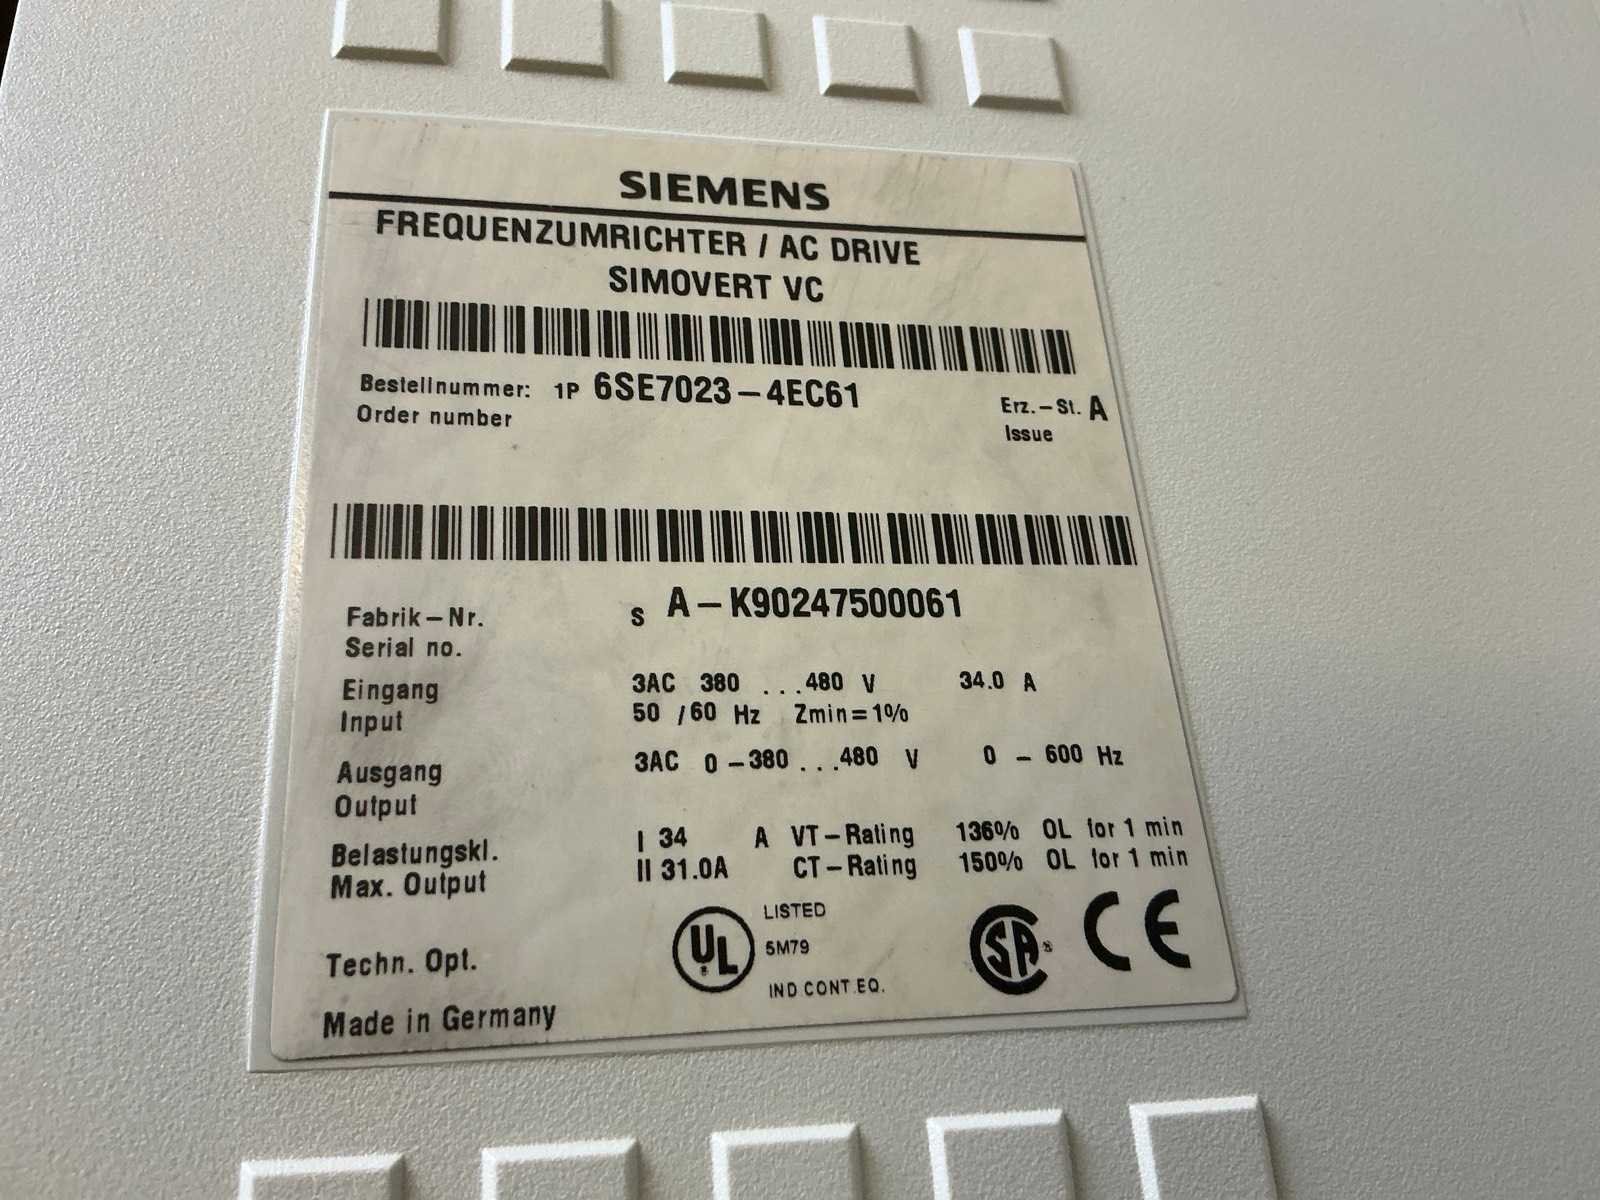 SIEMENS
FREQUENZUMRICHTER / AC DRIVE
SIMOVERT VC
Bestellnummer: 1P 6SE7023-4EC61 Erz.-St. A
Order number Issue
Fabrik-Nr. S A-K90247500061
Serial no.
Eingang 3AC 380 ...480 V 34.0 A
Input 50 /60 Hz Zmin=1%
Ausgang 3AC 0-380 ...480 V 0 - 600 Hz
Output
Belastungskl. I 34 A VT-Rating 136% OL for 1 min
Max. Output II 31.0A CT-Rating 150% OL for 1 min
UL LISTED
5M79
IND CONT.EQ.
SA CE
Techn. Opt.
Made in Germany